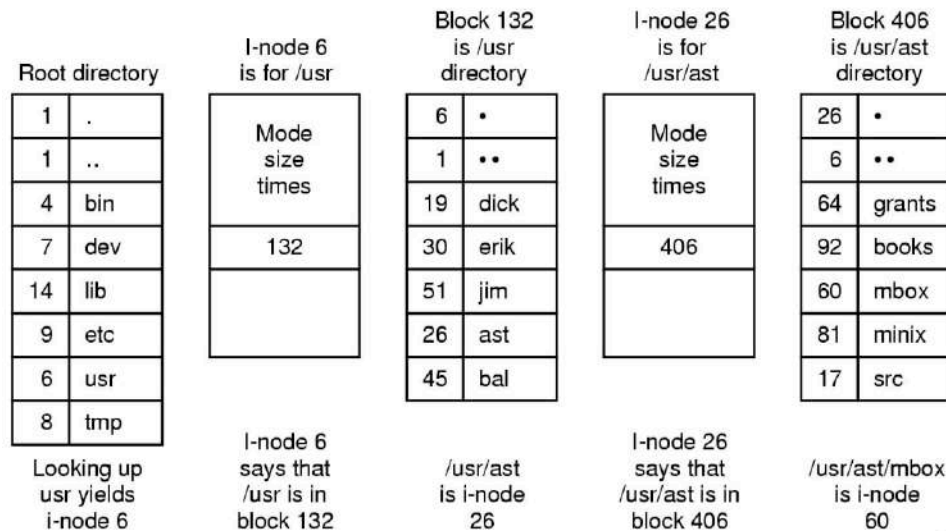 Root directory
1 .
1 ..
4 bin
7 dev
14 lib
9 etc
6 usr
8 tmp
Looking up
usr yields
i-node 6
I-node 6
is for /usr
Mode
size
times
132
I-node 6
says that
/usr is in
block 132
Block 132
is /usr
directory
6 •
1 ••
19 dick
30 erik
51 jim
26 ast
45 bal
/usr/ast
is i-node
26
I-node 26
is for
/usr/ast
Mode
size
times
406
I-node 26
says that
/usr/ast is in
block 406
Block 406
is /usr/ast
directory
26 •
6 ••
64 grants
92 books
60 mbox
81 minix
17 src
/usr/ast/mbox
is i-node
60